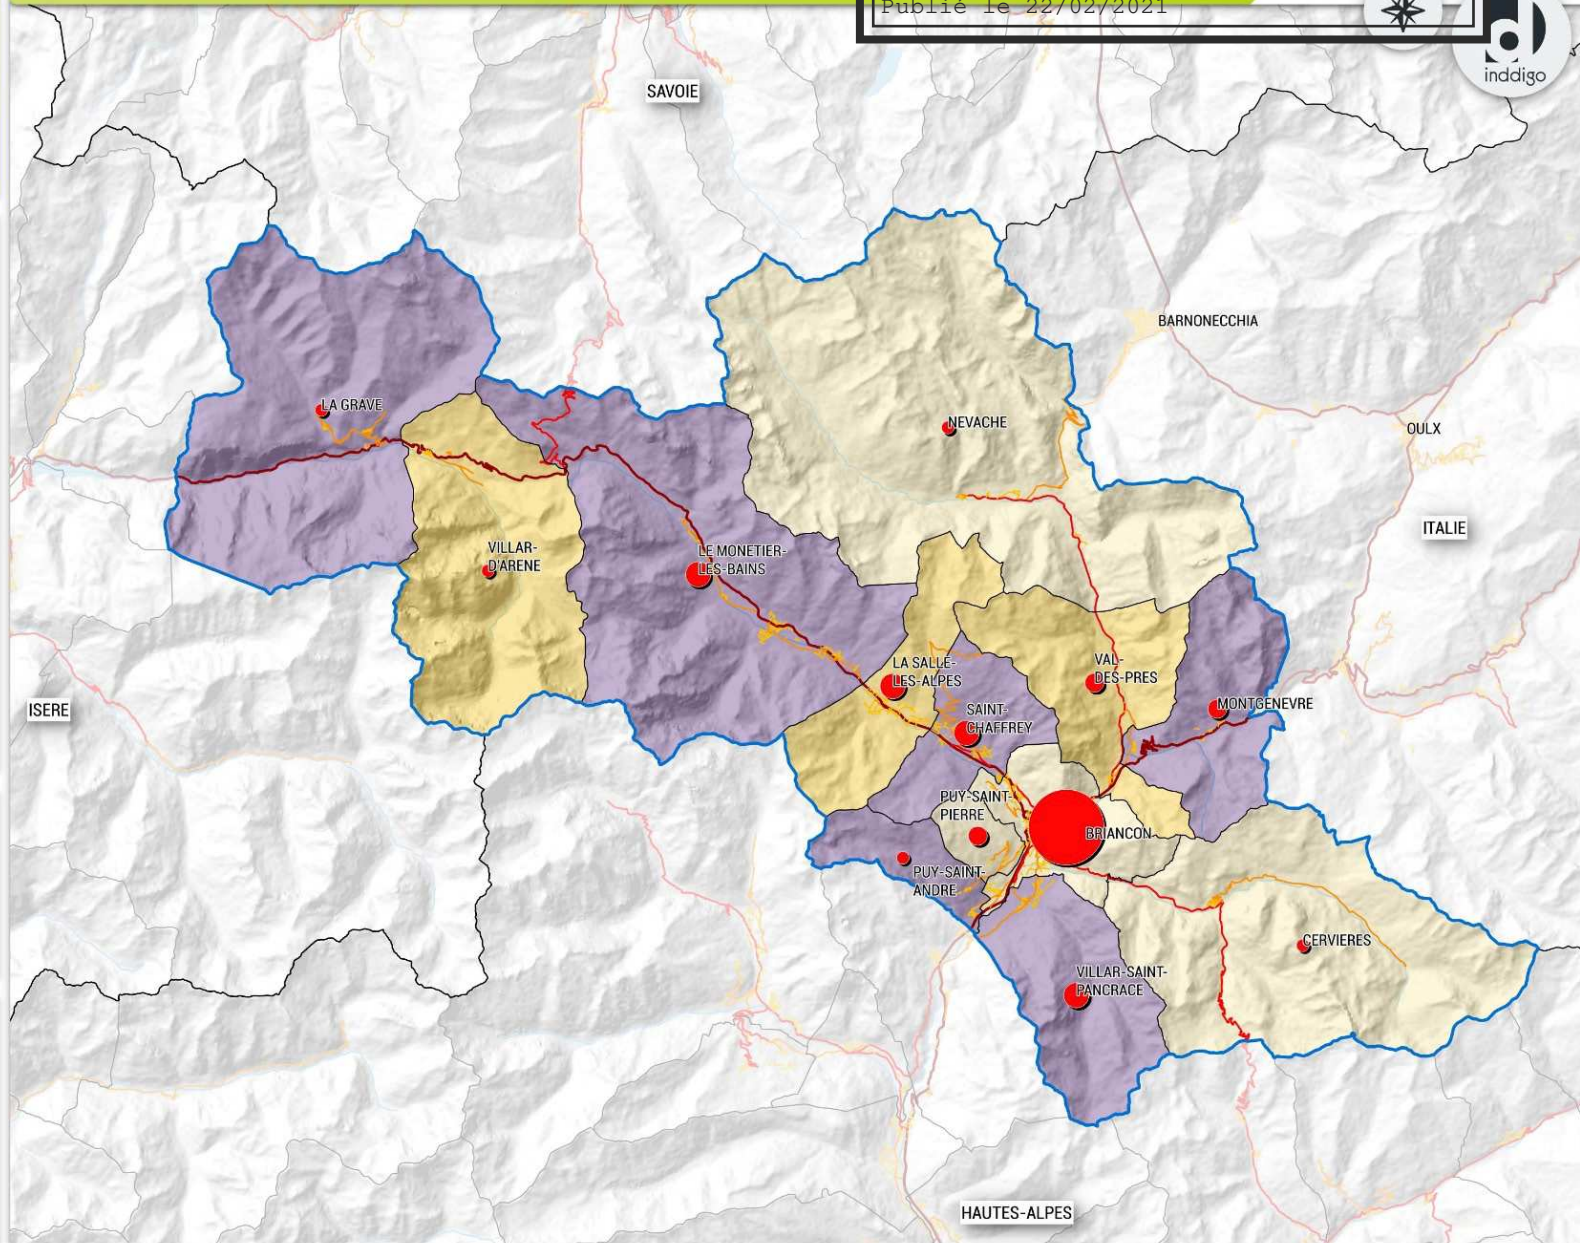 Publié le 22/02/2021
inddigo
SAVOIE
BARNONECCHIA
LA GRAVE
NEVACHE
OULX
ITALIE
VILLAR-
D'ARENE
LE MONETIER-
LES-BAINS
LA SALLE-
LES-ALPES
VAL-
DES-PRES
ISERE
SAINT-
CHAFFREY
MONTGENEVRE
PUY-SAINT-
PIERRE
BRIANCON
PUY-SAINT-
ANDRE
CERVIERES
VILLAR-SAINT-
PANCRACE
HAUTES-ALPES